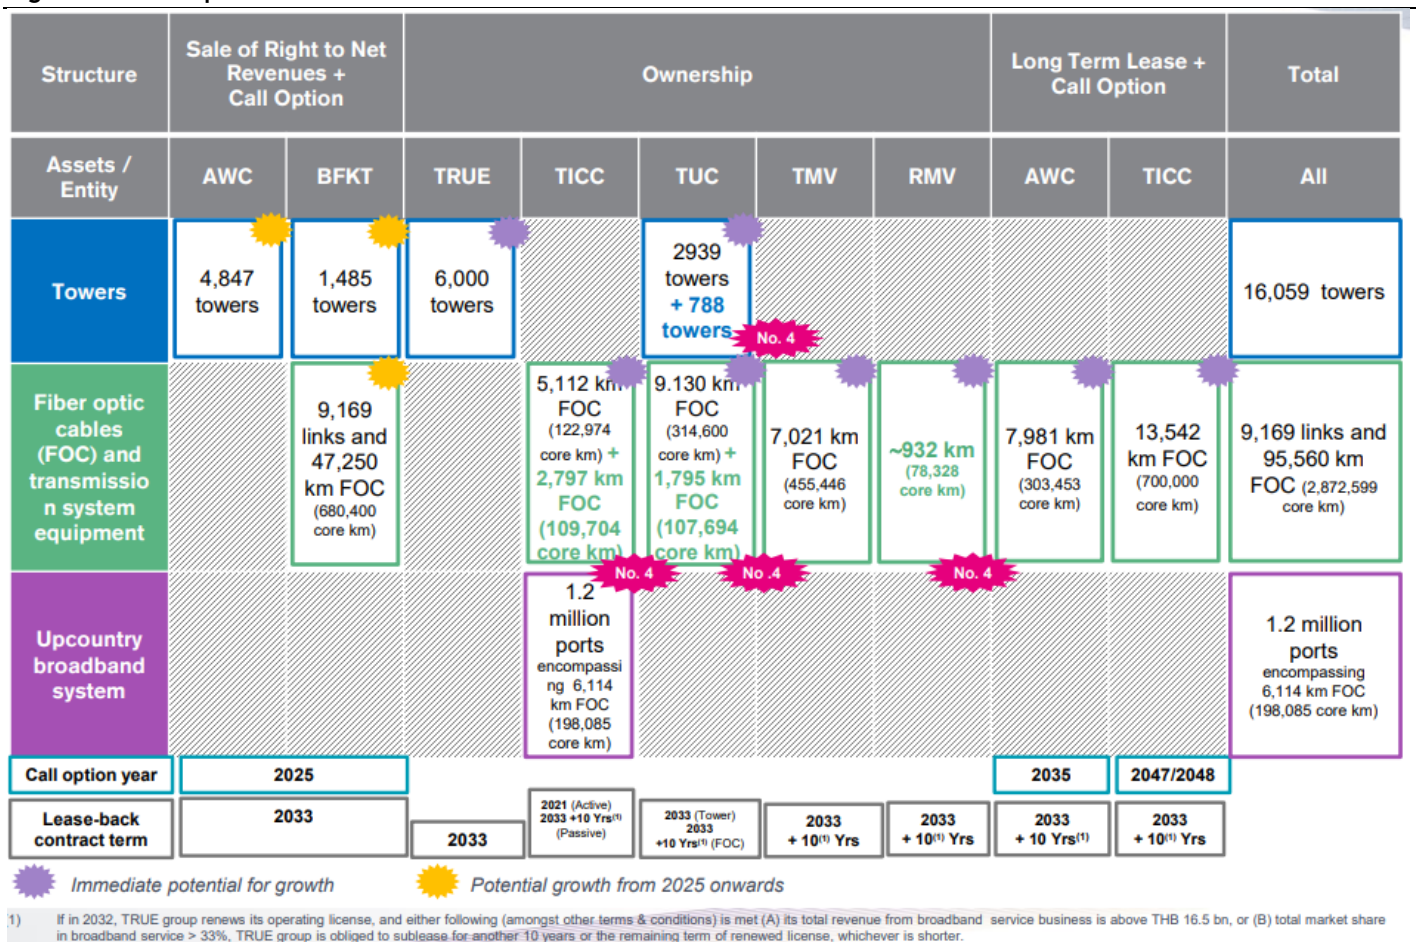 Structure
Sale of Right to Net
Revenues +
Call Option
Ownership
Long Term Lease +
Call Option
Total
Assets /
Entity
AWC
BFKT
TRUE
TICC
TUC
TMV
RMV
AWC
TICC
All
Towers
4,847
towers
1,485
towers
6,000
towers
2939
towers
+ 788
towers
No. 4
16,059 towers
Fiber optic
cables
(FOC) and
transmissio
n system
equipment
9,169
links and
47,250
km FOC
(680,400
core km)
5,112 km
FOC
(122,974
core km) +
2,797 km
FOC
(109,704
core km)
No. 4
9.130 km
FOC
(314,600
core km) +
1,795 km
FOC
(107,694
core km)
No .4
7,021 km
FOC
(455,446
core km)
~932 km
(78,328
core km)
No. 4
7,981 km
FOC
(303,453
core km)
13,542
km FOC
(700,000
core km)
9,169 links and
95,560 km
FOC (2,872,599
core km)
Upcountry
broadband
system
1.2
million
ports
encompassi
ng 6,114
km FOC
(198,085
core km)
1.2 million
ports
encompassing
6,114 km FOC
(198,085 core km)
Call option year
2025
2035
2047/2048
Lease-back
contract term
2033
2033
2021 (Active)
2033 +10 Yrs(1)
(Passive)
2033 (Tower)
2033
+10 Yrs(1) (FOC)
2033
+ 10(1) Yrs
2033
+ 10(1) Yrs
2033
+ 10 Yrs(1)
2033
+ 10(1) Yrs
Immediate potential for growth
Potential growth from 2025 onwards
1) If in 2032, TRUE group renews its operating license, and either following (amongst other terms & conditions) is met (A) its total revenue from broadband service business is above THB 16.5 bn, or (B) total market share
in broadband service > 33%, TRUE group is obliged to sublease for another 10 years or the remaining term of renewed license, whichever is shorter.